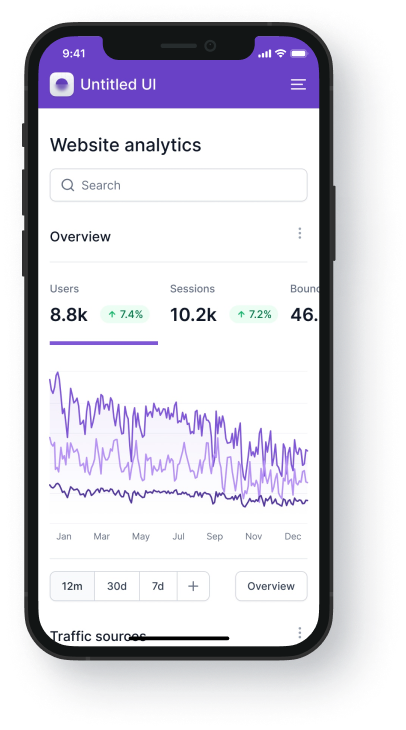 9:41
Untitled UI
Website analytics
Search
Overview
Users Sessions
8.8k 7.4% 10.2k 7.2% 46.
Jan Mar May Jul Sep Nov Dec
12m 30d 7d Overview
Traffic sources